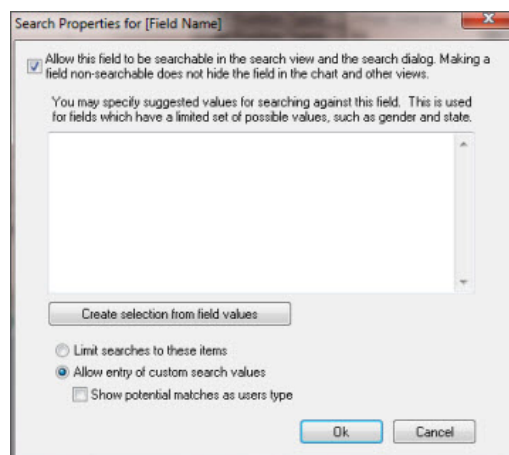 Search Properties for [Field Name]
Allow this field to be searchable in the search view and the search dialog. Making a
field non-searchable does not hide the field in the chart and other views.
You may specify suggested values for searching against this field. This is used
for fields which have a limited set of possible values, such as gender and state.
Create selection from field values
Limit searches to these items
Allow entry of custom search values
Show potential matches as users type
Ok
Cancel